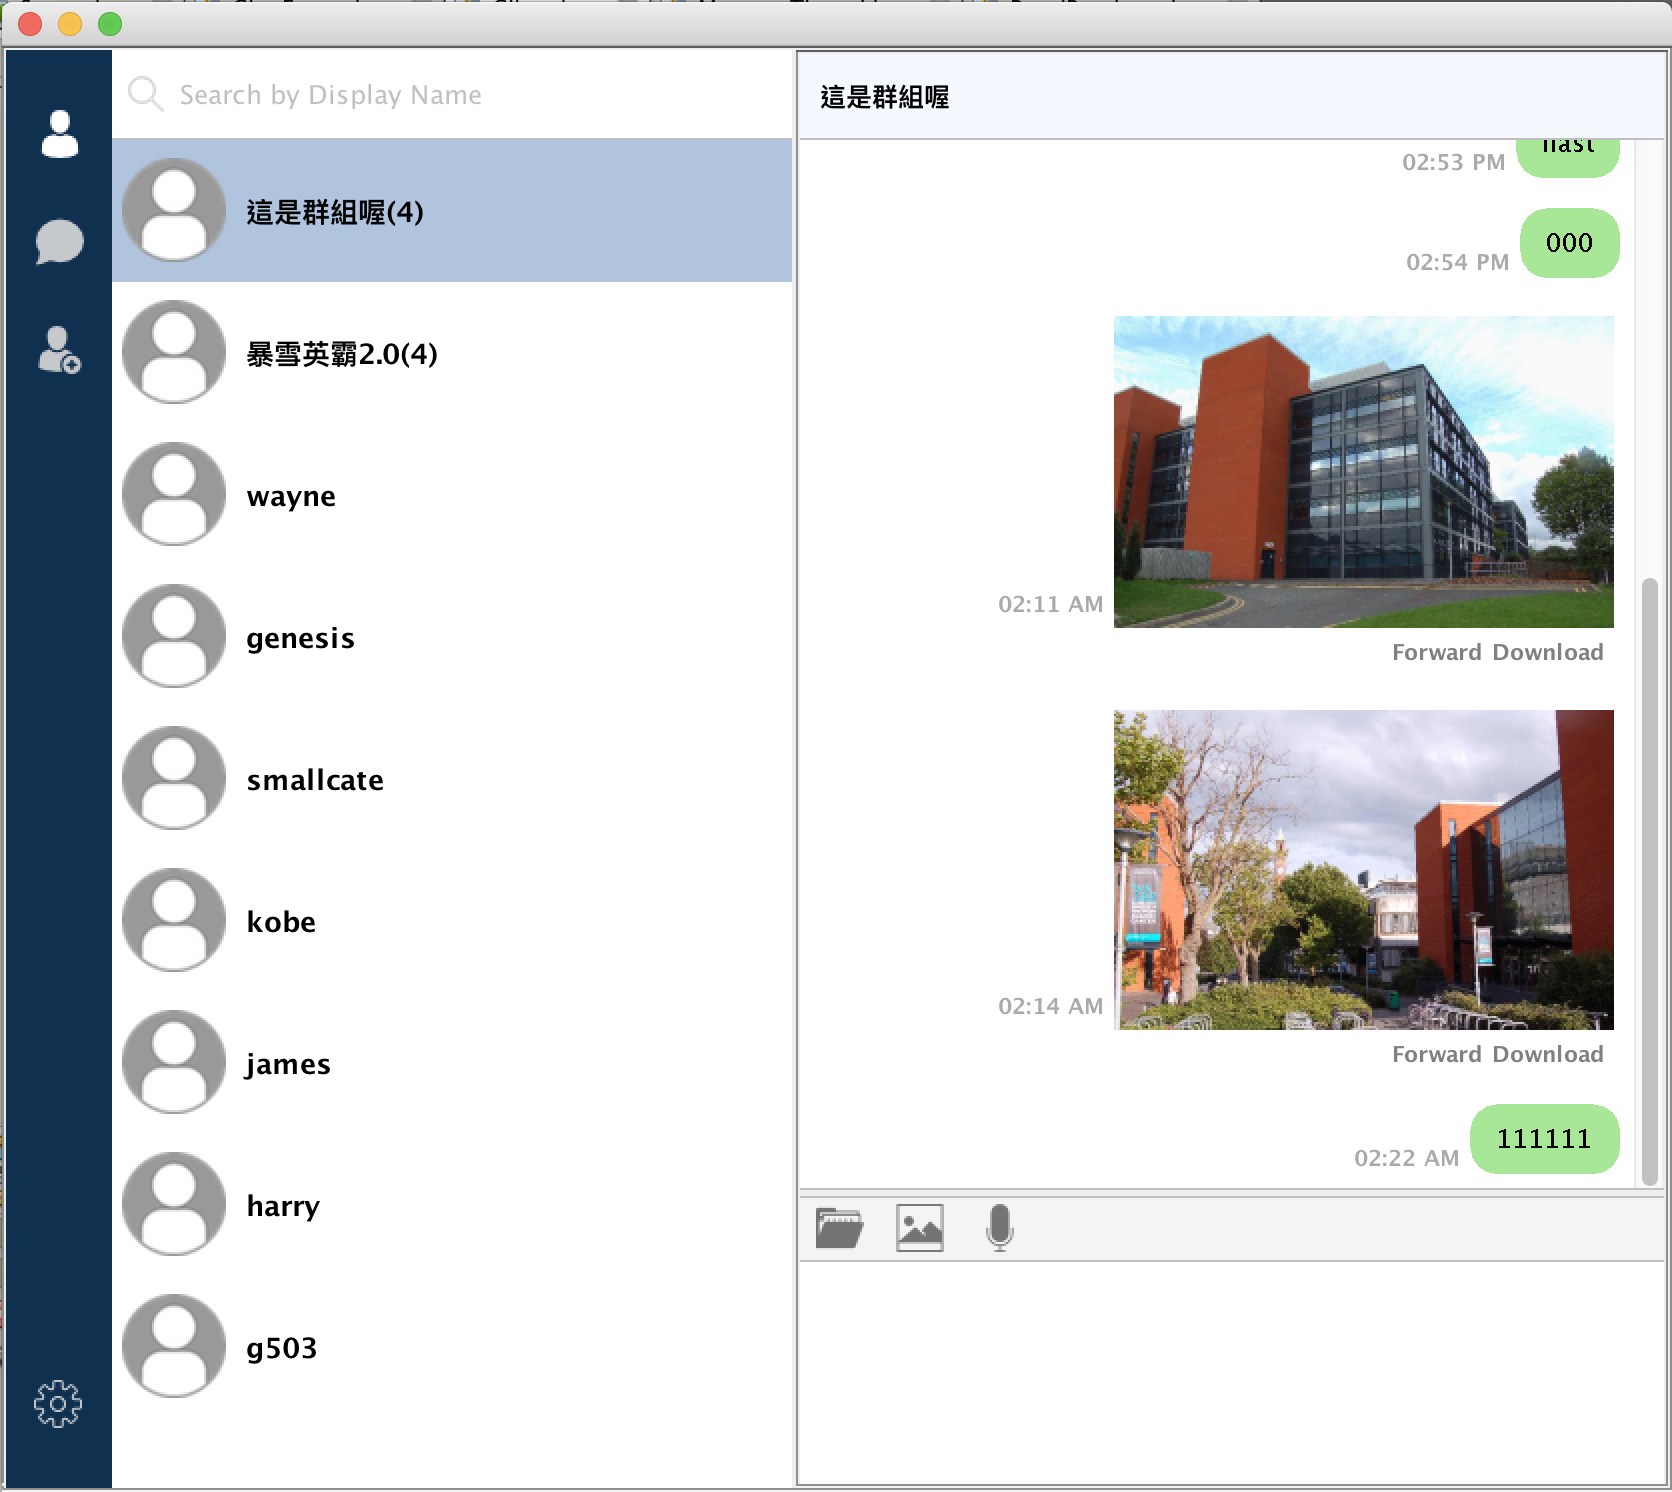 Search by Display Name
這是群組喔(4)
暴雪英霸2.0(4)
wayne
genesis
smallcate
kobe
james
harry
g503
這是群組喔
02:53 PM
000
02:54 PM
02:11 AM
Forward Download
02:14 AM
Forward Download
111111
02:22 AM